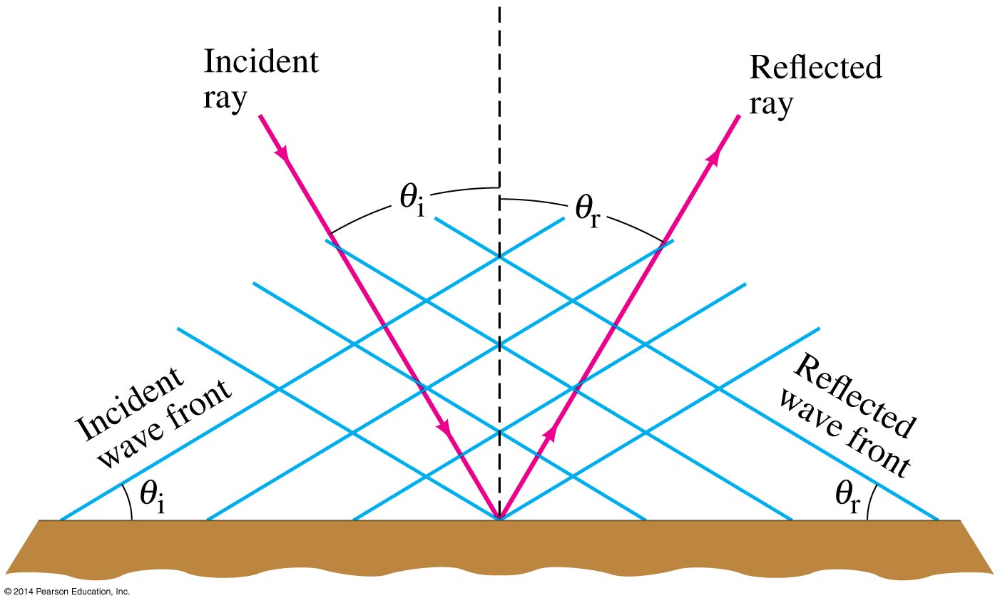 Incident
ray
Reflected
ray
θi
θr
Incident
wave front
Reflected
wave front
θi
θr
© 2014 Pearson Education, Inc.